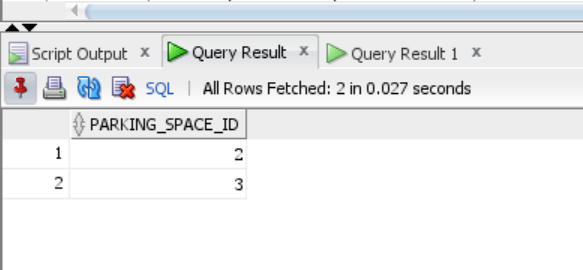 Script Output x Query Result x Query Result 1 x
SQL | All Rows Fetched: 2 in 0.027 seconds
PARKING_SPACE_ID
1 2
2 3